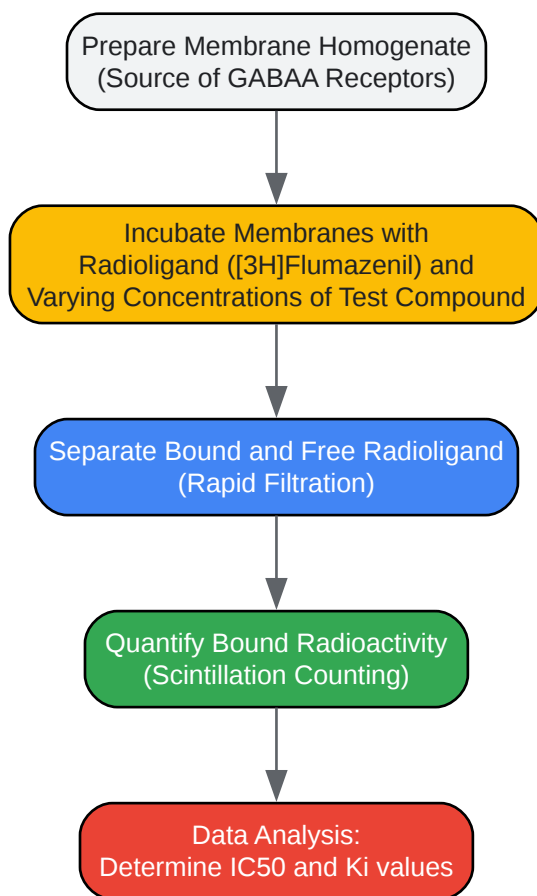 Prepare Membrane Homogenate
(Source of GABAA Receptors)
Incubate Membranes with
Radioligand ([3H]Flumazenil) and
Varying Concentrations of Test Compound
Separate Bound and Free Radioligand
(Rapid Filtration)
Quantify Bound Radioactivity
(Scintillation Counting)
Data Analysis:
Determine IC50 and Ki values